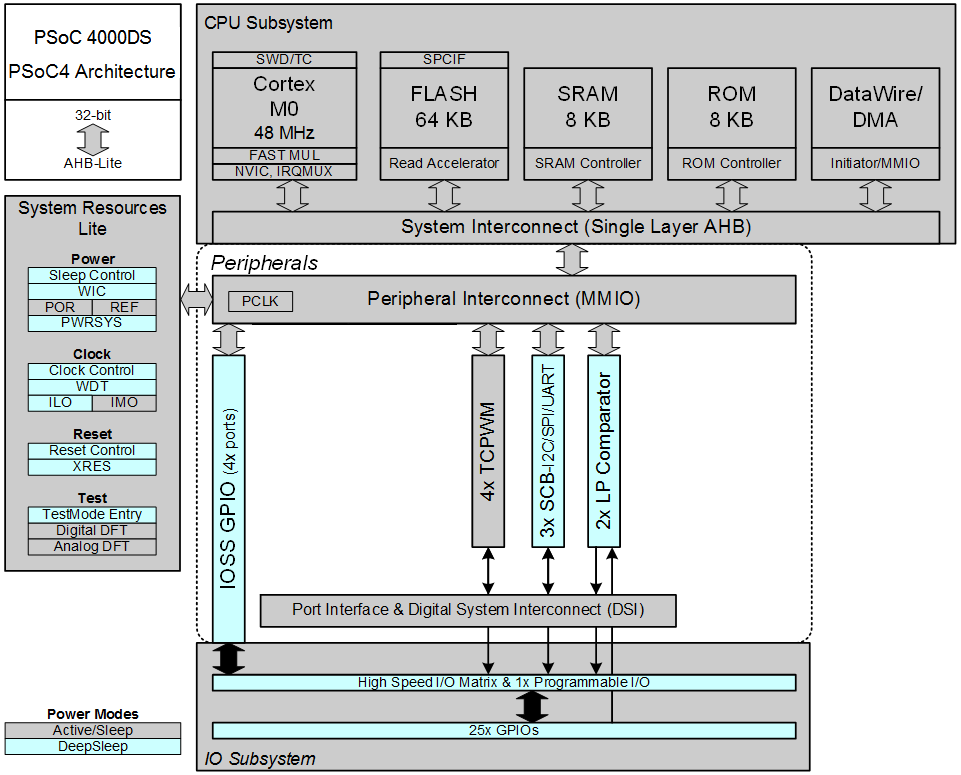 PSoC 4000DS
PSoC4 Architecture
32-bit
AHB-Lite
CPU Subsystem
SWD/TC
Cortex
M0
48 MHz
FAST MUL
NVIC, IRQMUX
SPCIF
FLASH
64 KB
Read Accelerator
SRAM
8 KB
SRAM Controller
ROM
8 KB
ROM Controller
DataWire/
DMA
Initiator/MMIO
System Interconnect (Single Layer AHB)
System Resources
Lite
Power
Sleep Control
WIC
POR REF
PWRSYS
Clock
Clock Control
WDT
ILO IMO
Reset
Reset Control
XRES
Test
TestMode Entry
Digital DFT
Analog DFT
Peripherals
PCLK
Peripheral Interconnect (MMIO)
IOSS GPIO (4x ports)
4x TCPWM
3x SCB-I2C/SPI/UART
2x LP Comparator
Port Interface & Digital System Interconnect (DSI)
High Speed I/O Matrix & 1x Programmable I/O
25x GPIOs
IO Subsystem
Power Modes
Active/Sleep
DeepSleep